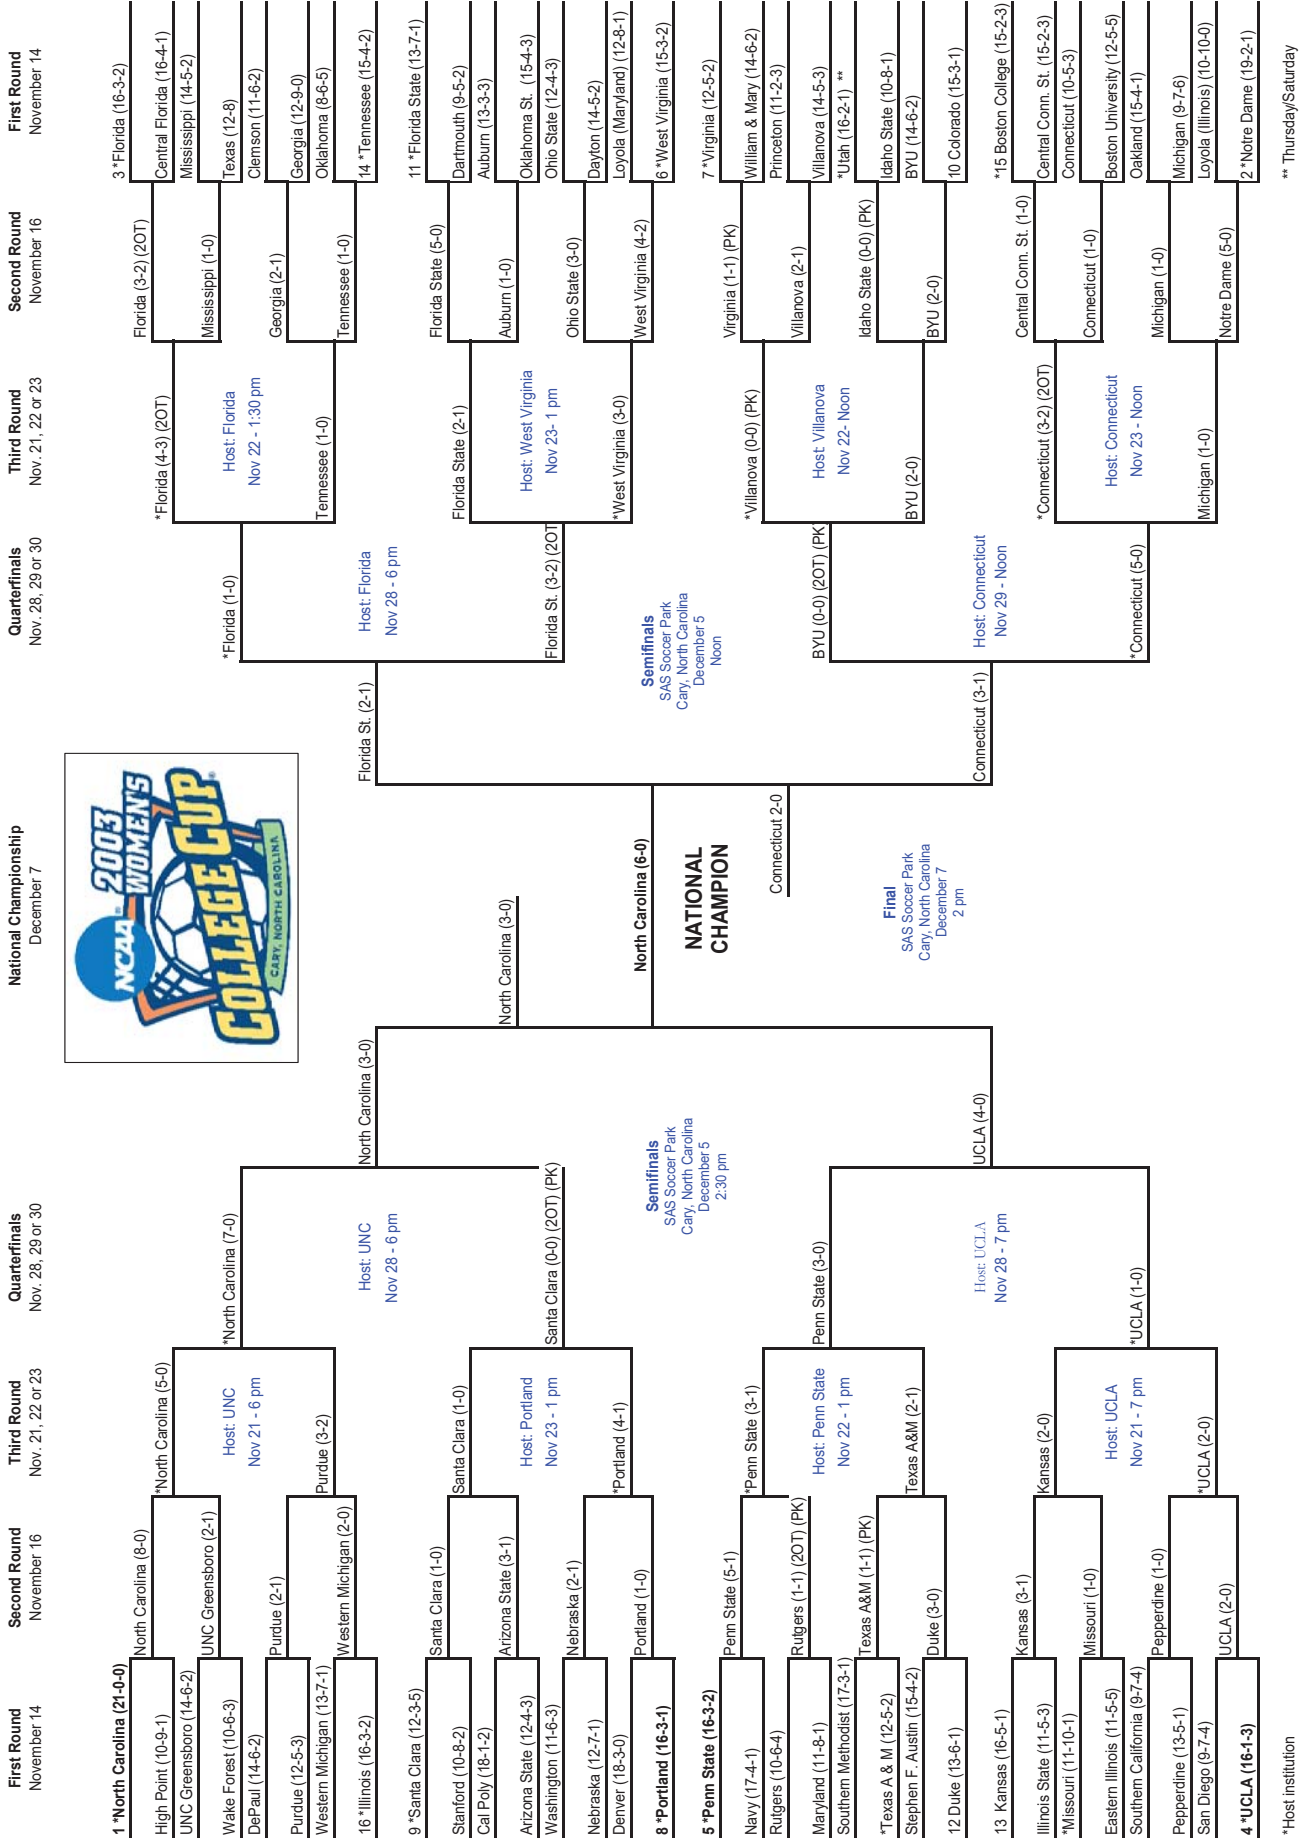 First Round
November 14
Second Round
November 16
Third Round
Nov. 21, 22 or 23
Quarterfinals
Nov. 28, 29 or 30
National Championship
December 7
Quarterfinals
Nov. 28, 29 or 30
Third Round
Nov. 21, 22 or 23
Second Round
November 16
First Round
November 14
1 *North Carolina (21-0-0)
High Point (10-9-1)
UNC Greensboro (14-6-2)
Wake Forest (10-6-3)
DePaul (14-6-2)
Purdue (12-5-3)
Western Michigan (13-7-1)
16 *Illinois (16-3-2)
9 *Santa Clara (12-3-5)
Stanford (10-8-2)
Cal Poly (18-1-2)
Arizona State (12-4-3)
Washington (11-6-3)
Nebraska (12-7-1)
Denver (18-3-0)
8 *Portland (16-3-1)
5 *Penn State (16-3-2)
Navy (17-4-1)
Rutgers (10-6-4)
Maryland (11-8-1)
Southern Methodist (17-3-1)
*Texas A & M (12-5-2)
Stephen F. Austin (15-4-2)
12 Duke (13-6-1)
13 Kansas (16-5-1)
Illinois State (11-5-3)
*Missouri (11-10-1)
Eastern Illinois (11-5-5)
Southern California (9-7-4)
Pepperdine (13-5-1)
San Diego (9-7-4)
4 *UCLA (16-1-3)
*Host institution
North Carolina (8-0)
UNC Greensboro (2-1)
Purdue (2-1)
Western Michigan (2-0)
Santa Clara (1-0)
Arizona State (3-1)
Nebraska (2-1)
Portland (1-0)
Penn State (5-1)
Rutgers (1-1) (2OT) (PK)
Texas A&M (1-1) (PK)
Duke (3-0)
Kansas (3-1)
Missouri (1-0)
Pepperdine (1-0)
UCLA (2-0)
*North Carolina (5-0)
Host: UNC
Nov 21 - 6 pm
Purdue (3-2)
Santa Clara (1-0)
Host: Portland
Nov 23 - 1 pm
*Portland (4-1)
*Penn State (3-1)
Host: Penn State
Nov 22 - 1 pm
Texas A&M (2-1)
Kansas (2-0)
Host: UCLA
Nov 21 - 7 pm
*UCLA (2-0)
*North Carolina (7-0)
Host: UNC
Nov 28 - 6 pm
Santa Clara (0-0) (2OT) (PK)
Penn State (3-0)
Host: UCLA
Nov 28 - 7 pm
*UCLA (1-0)
North Carolina (3-0)
Semifinals
SAS Soccer Park
Cary, North Carolina
December 5
2:30 pm
UCLA (4-0)
NCAA
2003
WOMEN'S
COLLEGE CUP
CARY, NORTH CAROLINA
North Carolina (3-0)
North Carolina (6-0)
NATIONAL
CHAMPION
Connecticut 2-0
Final
SAS Soccer Park
Cary, North Carolina
December 7
2 pm
Florida St. (2-1)
Semifinals
SAS Soccer Park
Cary, North Carolina
December 5
Noon
Connecticut (3-1)
*Florida (1-0)
Host: Florida
Nov 28 - 6 pm
Florida St. (3-2) (2OT
BYU (0-0) (2OT) (PK
Host: Connecticut
Nov 29 - Noon
*Connecticut (5-0)
*Florida (4-3) (2OT)
Host: Florida
Nov 22 - 1:30 pm
Tennessee (1-0)
Florida State (2-1)
Host: West Virginia
Nov 23- 1 pm
*West Virginia (3-0)
*Villanova (0-0) (PK)
Host: Villanova
Nov 22- Noon
BYU (2-0)
*Connecticut (3-2) (2OT)
Host: Connecticut
Nov 23 - Noon
Michigan (1-0)
Florida (3-2) (2OT)
Mississippi (1-0)
Georgia (2-1)
Tennessee (1-0)
Florida State (5-0)
Auburn (1-0)
Ohio State (3-0)
West Virginia (4-2)
Virginia (1-1) (PK)
Villanova (2-1)
Idaho State (0-0) (PK)
BYU (2-0)
Central Conn. St. (1-0)
Connecticut (1-0)
Michigan (1-0)
Notre Dame (5-0)
3 *Florida (16-3-2)
Central Florida (16-4-1)
Mississippi (14-5-2)
Texas (12-8)
Clemson (11-6-2)
Georgia (12-9-0)
Oklahoma (8-6-5)
14 *Tennessee (15-4-2)
11 *Florida State (13-7-1)
Dartmouth (9-5-2)
Auburn (13-3-3)
Oklahoma St. (15-4-3)
Ohio State (12-4-3)
Dayton (14-5-2)
Loyola (Maryland) (12-8-1)
6 *West Virginia (15-3-2)
7 *Virginia (12-5-2)
William & Mary (14-6-2)
Princeton (11-2-3)
Villanova (14-5-3)
*Utah (16-2-1) **
Idaho State (10-8-1)
BYU (14-6-2)
10 Colorado (15-3-1)
*15 Boston College (15-2-3)
Central Conn. St. (15-2-3)
Connecticut (10-5-3)
Boston University (12-5-5)
Oakland (15-4-1)
Michigan (9-7-6)
Loyola (Illinois) (10-10-0)
2 *Notre Dame (19-2-1)
** Thursday/Saturday